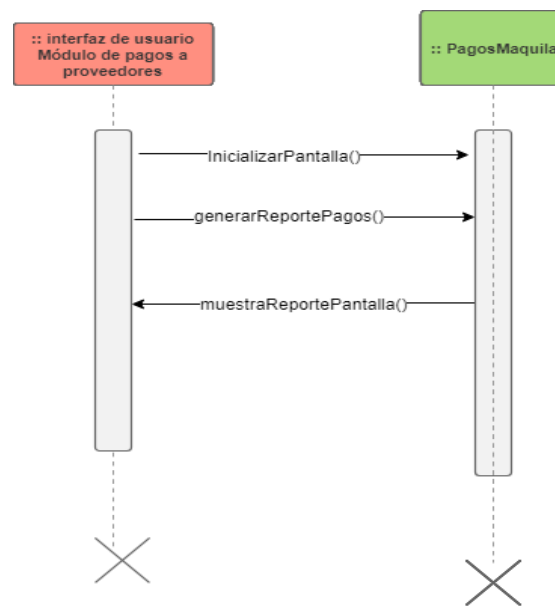 :: interfaz de usuario
Módulo de pagos a
proveedores
:: PagosMaquila
InicializarPantalla()
generarReportePagos()
muestraReportePantalla()